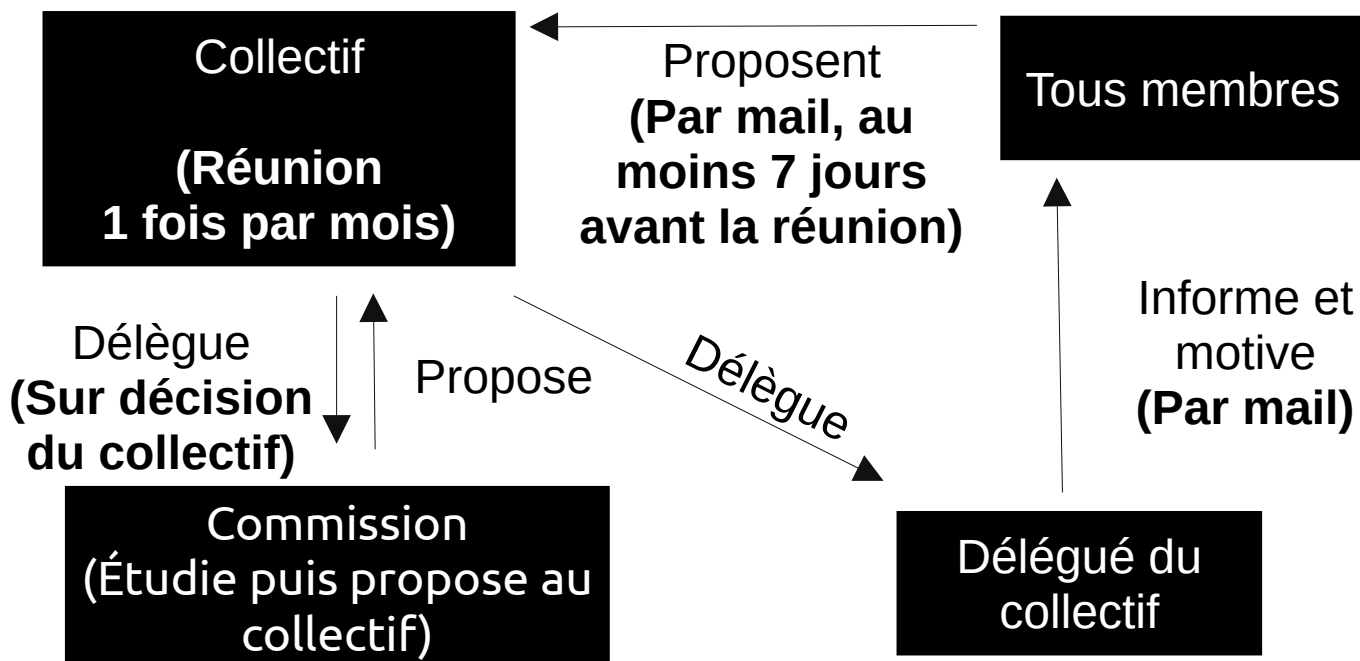 Collectif
(Réunion
1 fois par mois)
Proposent
(Par mail, au
moins 7 jours
avant la réunion)
Tous membres
Délègue
(Sur décision
du collectif)
Propose
Délègue
Informe et
motive
(Par mail)
Commission
(Étudie puis propose au
collectif)
Délégué du
collectif